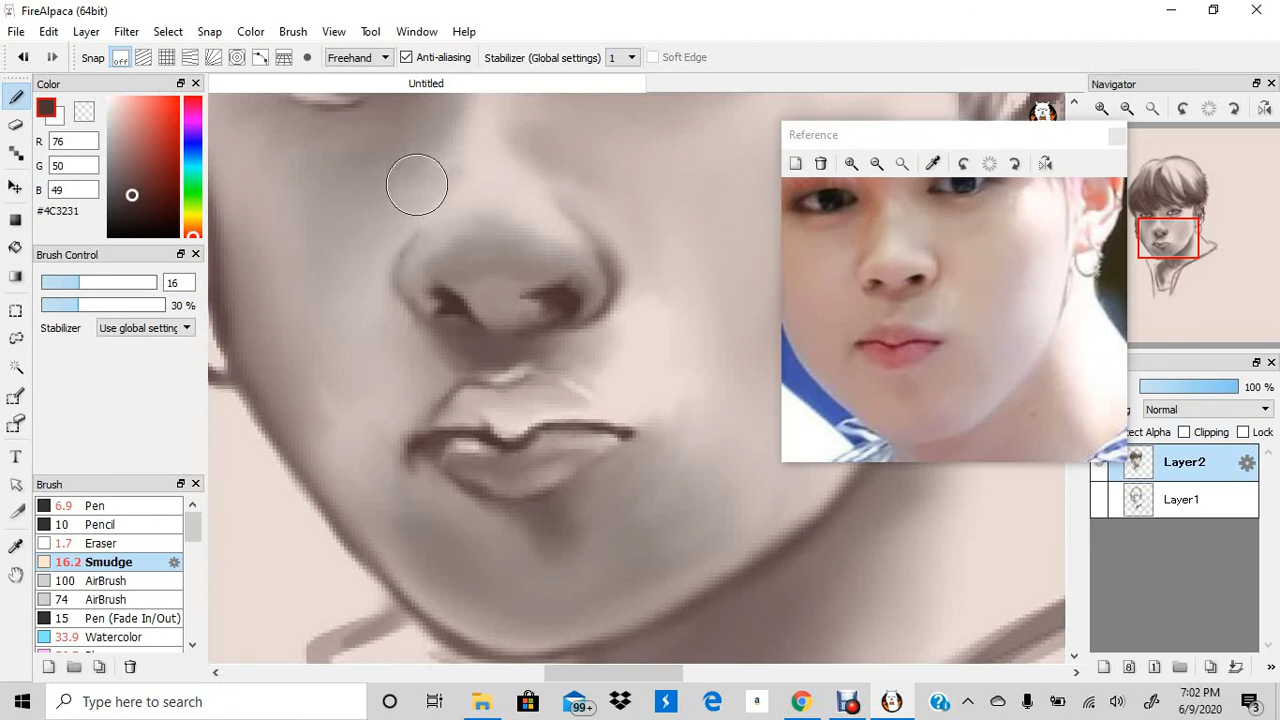 FireAlpaca (64bit)
File Edit Layer Filter Select Snap Color Brush View Tool Window Help
Snap off Freehand Anti-aliasing Stabilizer (Global settings) 1 Soft Edge
Color
Untitled
Navigator
R 76
G 50
B 49
#4C3231
Reference
Brush Control
16
30 %
Stabilizer Use global setting
100 %
Normal
Clipping Lock
Layer2
Layer1
Brush
6.9 Pen
10 Pencil
1.7 Eraser
16.2 Smudge
100 AirBrush
74 AirBrush
15 Pen (Fade In/Out)
33.9 Watercolor
Type here to search
99+
7:02 PM
6/9/2020
3